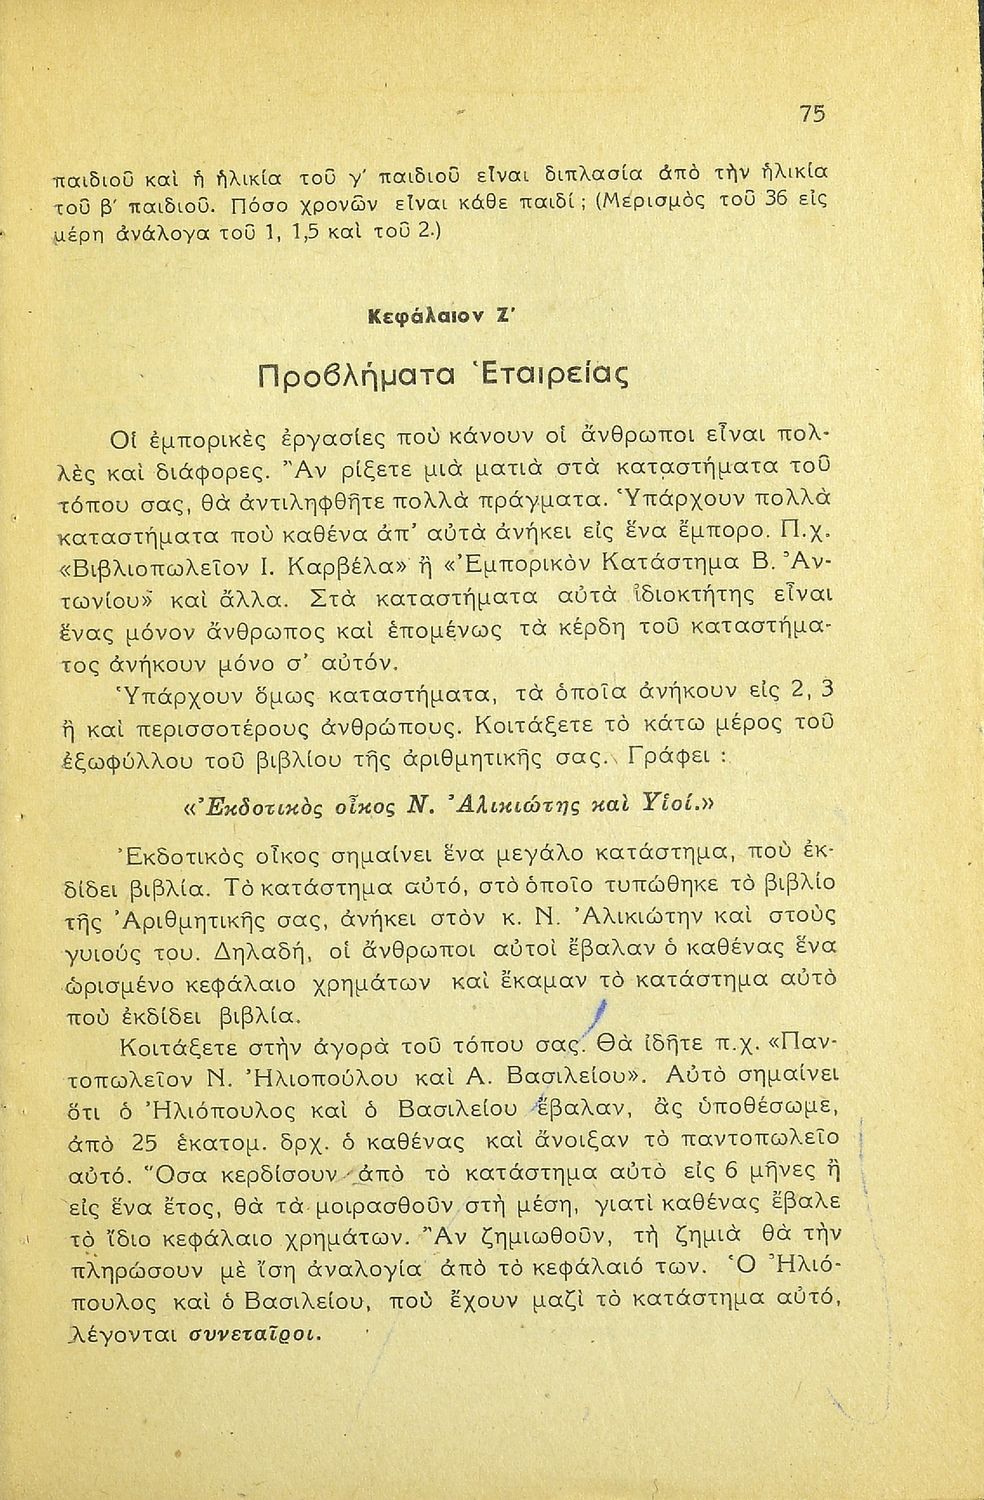 75
παιδιοῦ καὶ ἡ ἡλικία τοῦ γ′ παιδιοῦ εἶναι διπλασία ἀπὸ τὴν ἡλικία
τοῦ β′ παιδιοῦ. Πόσο χρονῶν εἶναι κάθε παιδί ; (Μερισμὸς τοῦ 36 εἰς
μέρη ἀνάλογα τοῦ 1, 1,5 καὶ τοῦ 2.)
Κεφάλαιον Ζ′
Προβλήματα Ἑταιρείας
Οἱ ἐμπορικὲς ἐργασίες ποὺ κάνουν οἱ ἄνθρωποι εἶναι πολ-
λὲς καὶ διάφορες. Ἂν ρίξετε μιὰ ματιὰ στὰ καταστήματα τοῦ
τόπου σας, θὰ ἀντιληφθῆτε πολλὰ πράγματα. Ὑπάρχουν πολλὰ
καταστήματα ποὺ καθένα ἀπ’ αὐτὰ ἀνήκει εἰς ἕνα ἔμπορο. Π.χ.
«Βιβλιοπωλεῖον Ι. Καρβέλα» ἢ «Ἐμπορικὸν Κατάστημα Β. Ἀν-
τωνίου» καὶ ἄλλα. Στὰ καταστήματα αὐτὰ ἰδιοκτήτης εἶναι
ἕνας μόνον ἄνθρωπος καὶ ἑπομένως τὰ κέρδη τοῦ καταστήμα-
τος ἀνήκουν μόνο σ’ αὐτόν.
Ὑπάρχουν ὅμως καταστήματα, τὰ ὁποῖα ἀνήκουν εἰς 2, 3
ἢ καὶ περισσοτέρους ἀνθρώπους. Κοιτάξετε τὸ κάτω μέρος τοῦ
ἐξωφύλλου τοῦ βιβλίου τῆς ἀριθμητικῆς σας. Γράφει :
«Ἐκδοτικὸς οἶκος Ν. Ἀλικιώτης καὶ Υἱοί.»
Ἐκδοτικὸς οἶκος σημαίνει ἕνα μεγάλο κατάστημα, ποὺ ἐκ-
δίδει βιβλία. Τὸ κατάστημα αὐτό, στὸ ὁποῖο τυπώθηκε τὸ βιβλίο
τῆς Ἀριθμητικῆς σας, ἀνήκει στὸν κ. Ν. Ἀλικιώτην καὶ στοὺς
γυιούς του. Δηλαδή, οἱ ἄνθρωποι αὐτοὶ ἔβαλαν ὁ καθένας ἕνα
ὡρισμένο κεφάλαιο χρημάτων καὶ ἔκαμαν τὸ κατάστημα αὐτὸ
ποὺ ἐκδίδει βιβλία.
Κοιτάξετε στὴν ἀγορὰ τοῦ τόπου σας. Θὰ ἰδῆτε π.χ. «Παν-
τοπωλεῖον Ν. Ἡλιοπούλου καὶ Α. Βασιλείου». Αὐτὸ σημαίνει
ὅτι ὁ Ἡλιόπουλος καὶ ὁ Βασιλείου ἔβαλαν, ἂς ὑποθέσωμε,
ἀπὸ 25 ἑκατομ. δρχ. ὁ καθένας καὶ ἄνοιξαν τὸ παντοπωλεῖο
αὐτό. Ὅσα κερδίσουν ἀπὸ τὸ κατάστημα αὐτὸ εἰς 6 μῆνες ἢ
εἰς ἕνα ἔτος, θὰ τὰ μοιρασθοῦν στὴ μέση, γιατὶ καθένας ἔβαλε
τὸ ἴδιο κεφάλαιο χρημάτων. Ἂν ζημιωθοῦν, τὴ ζημιὰ θὰ τὴν
πληρώσουν μὲ ἴση ἀναλογία ἀπὸ τὸ κεφάλαιό των. Ὁ Ἡλιό-
πουλος καὶ ὁ Βασιλείου, ποὺ ἔχουν μαζὶ τὸ κατάστημα αὐτό,
λέγονται συνεταῖροι.